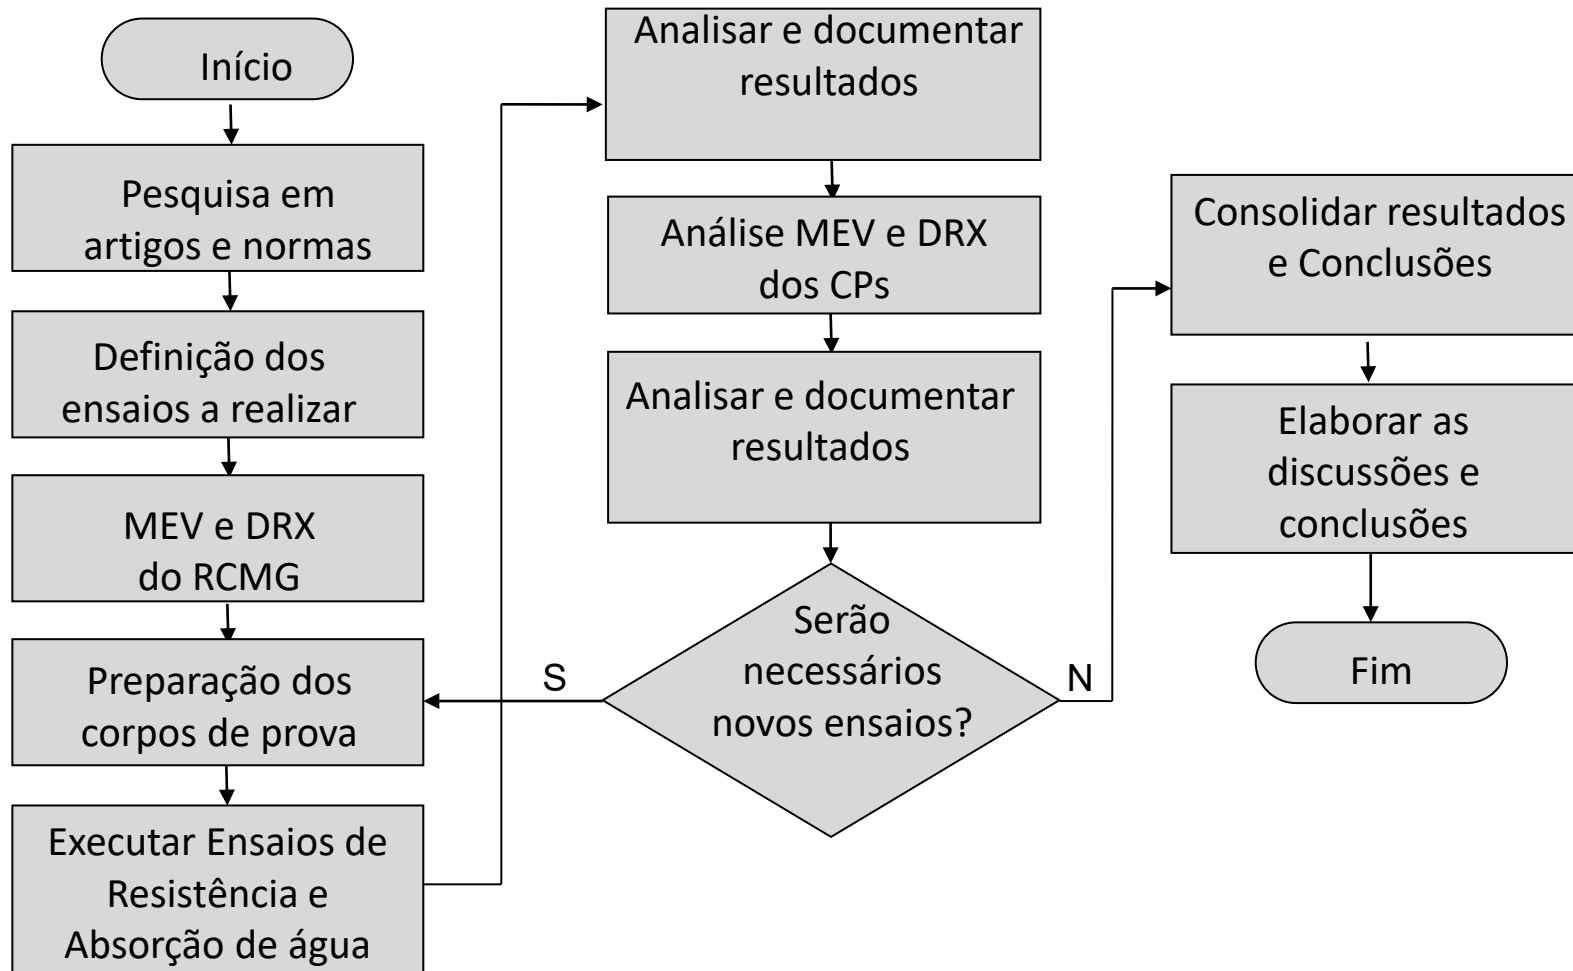 Início
Pesquisa em
artigos e normas
Definição dos
ensaios a realizar
MEV e DRX
do RCMG
Preparação dos
corpos de prova
Executar Ensaios de
Resistência e
Absorção de água
Analisar e documentar
resultados
Análise MEV e DRX
dos CPs
Analisar e documentar
resultados
Serão
necessários
novos ensaios?
S
N
Consolidar resultados
e Conclusões
Elaborar as
discussões e
conclusões
Fim